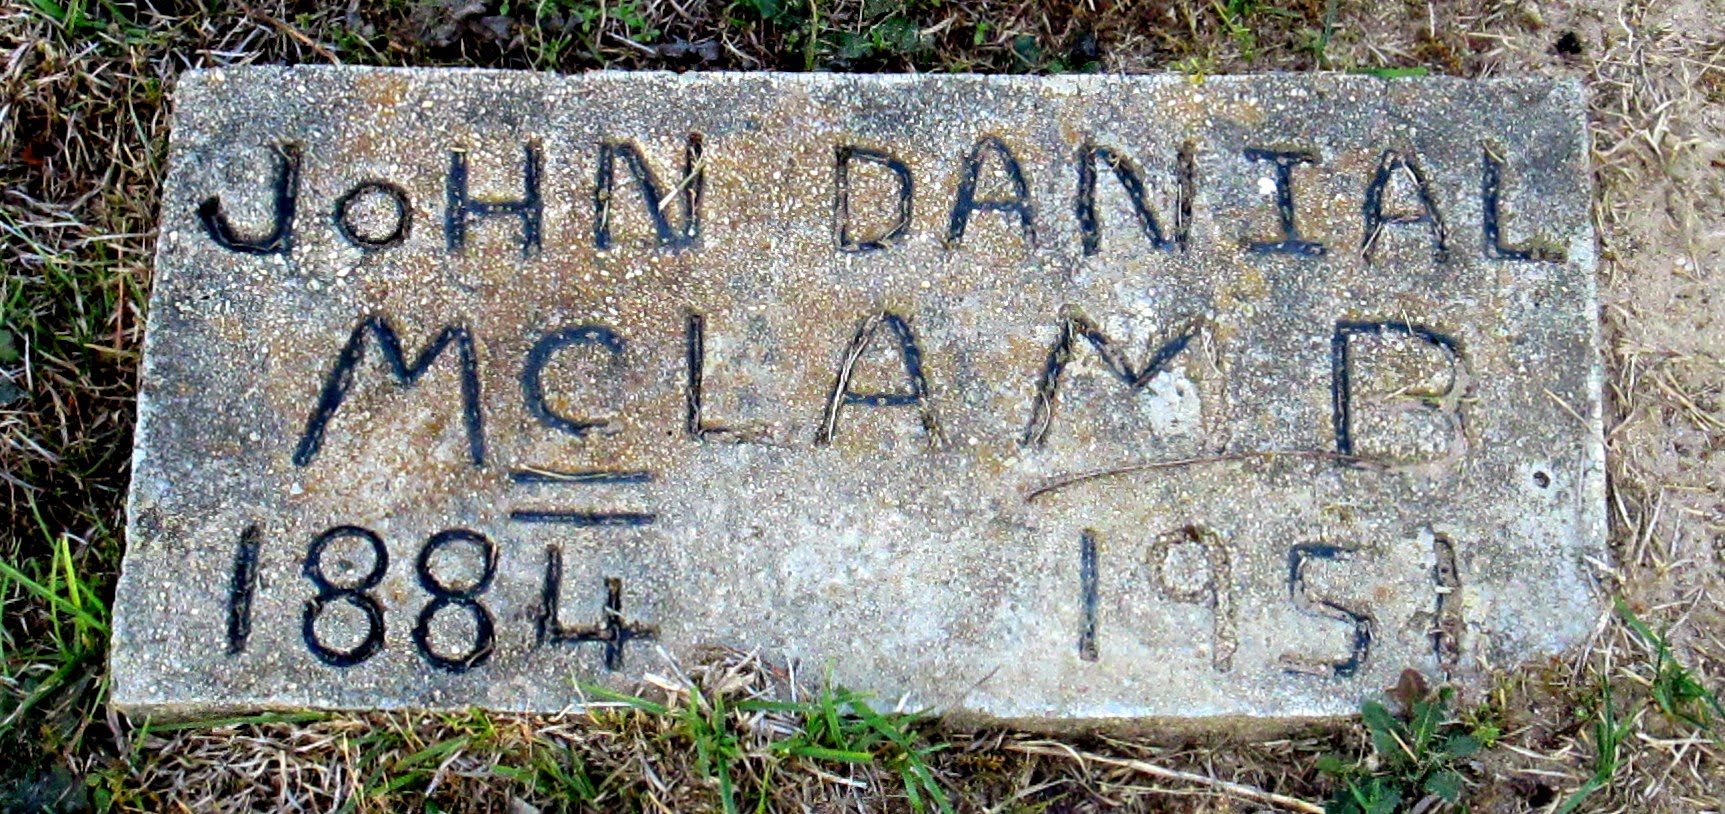 JoHN DANIAL
McLAMB
1884 1951